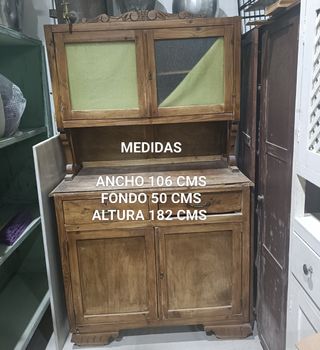 MEDIDAS
ANCHO 106 CMS
FONDO 50 CMS
ALTURA 182 CMS